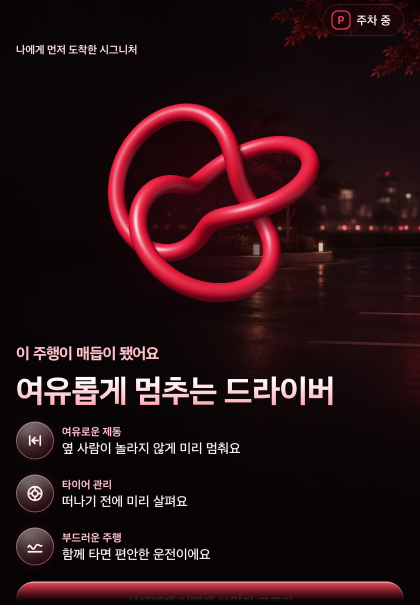 P 주차 중
나에게 먼저 도착한 시그니처
이 주행이 매듭이 됐어요
여유롭게 멈추는 드라이버
여유로운 제동
옆 사람이 놀라지 않게 미리 멈춰요
타이어 관리
떠나기 전에 미리 살펴요
부드러운 주행
함께 타면 편안한 운전이에요